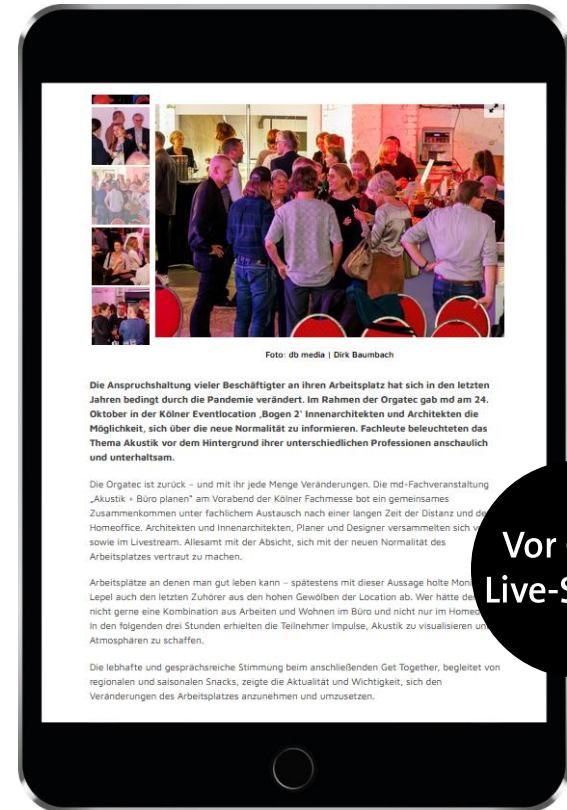 Foto: db media | Dirk Baumbach
Die Anspruchshaltung vieler Beschäftigter an ihren Arbeitsplatz hat sich in den letzten
Jahren bedingt durch die Pandemie verändert. Im Rahmen der Orgatec gab md am 24.
Oktober in der Kölner Eventlocation ‚Bogen 2‘ Innenarchitekten und Architekten die
Möglichkeit, sich über die neue Normalität zu informieren. Fachleute beleuchteten das
Thema Akustik vor dem Hintergrund ihrer unterschiedlichen Professionen anschaulich
und unterhaltsam.
Die Orgatec ist zurück – und mit ihr jede Menge Veränderungen. Die md-Fachveranstaltung
„Akustik + Büro planen“ am Vorabend der Kölner Fachmesse bot ein gemeinsames
Zusammenkommen unter fachlichem Austausch nach einer langen Zeit der Distanz und
Homeoffice. Architekten und Innenarchitekten, Planer und Designer versammelten sich
sowie im Livestream. Allesamt mit der Absicht, sich mit der neuen Normalität des
Arbeitsplatzes vertraut zu machen.
Arbeitsplätze an denen man gut leben kann – spätestens mit dieser Aussage holte
Lepel auch den letzten Zuhörer aus den hohen Gewölben der Location ab. Wer hätte
nicht gerne eine Kombination aus Arbeiten und Wohnen im Büro und nicht nur im
In den folgenden drei Stunden erhielten die Teilnehmer Impulse, Akustik zu visualisieren
Atmosphären zu schaffen.
Die lebhafte und gesprächsreiche Stimmung beim anschließenden Get Together, begleitet von
regionalen und saisonalen Snacks, zeigte die Aktualität und Wichtigkeit, sich den
Veränderungen des Arbeitsplatzes anzunehmen und umzusetzen.
Vor
Live-S